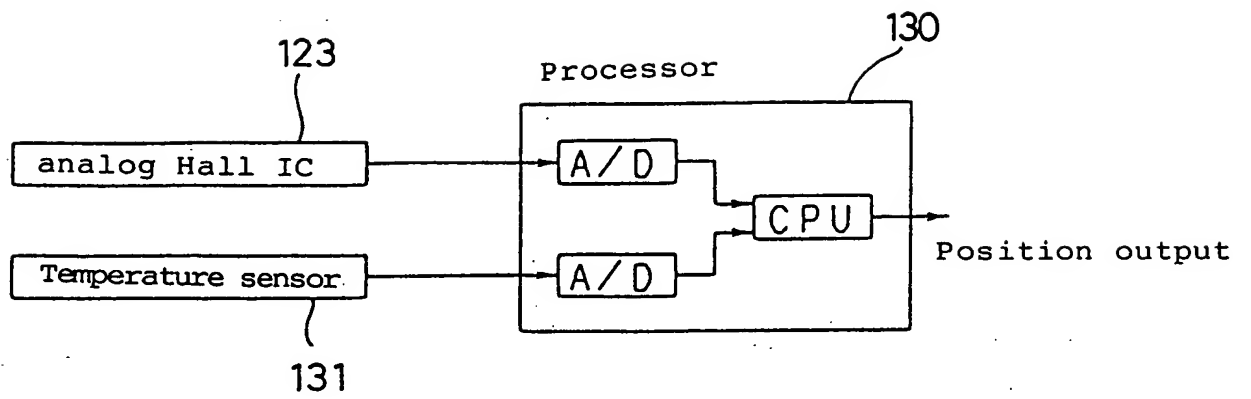 123
130
Processor
analog Hall IC
A/D
CPU
Position output
Temperature sensor
A/D
131